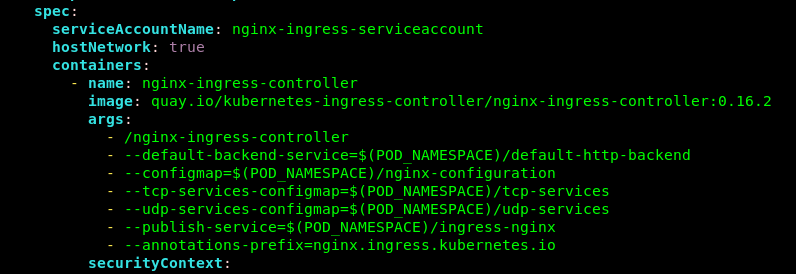 spec:
serviceAccountName: nginx-ingress-serviceaccount
hostNetwork: true
containers:
- name: nginx-ingress-controller
image: quay.io/kubernetes-ingress-controller/nginx-ingress-controller:0.16.2
args:
- /nginx-ingress-controller
- --default-backend-service=$(POD_NAMESPACE)/default-http-backend
- --configmap=$(POD_NAMESPACE)/nginx-configuration
- --tcp-services-configmap=$(POD_NAMESPACE)/tcp-services
- --udp-services-configmap=$(POD_NAMESPACE)/udp-services
- --publish-service=$(POD_NAMESPACE)/ingress-nginx
- --annotations-prefix=nginx.ingress.kubernetes.io
securityContext: